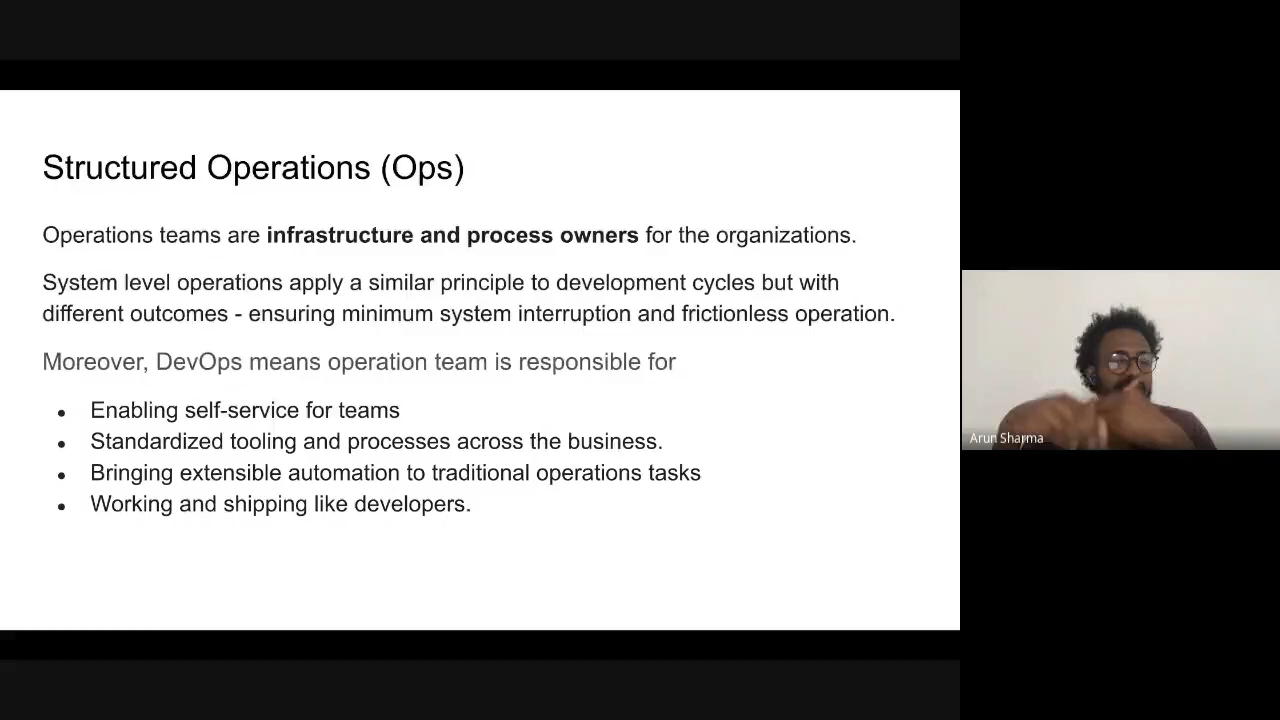 Structured Operations (Ops)
Operations teams are infrastructure and process owners for the organizations.
System level operations apply a similar principle to development cycles but with
different outcomes - ensuring minimum system interruption and frictionless operation.
Moreover, DevOps means operation team is responsible for
● Enabling self-service for teams
● Standardized tooling and processes across the business.
● Bringing extensible automation to traditional operations tasks
● Working and shipping like developers.
Arun Sharma